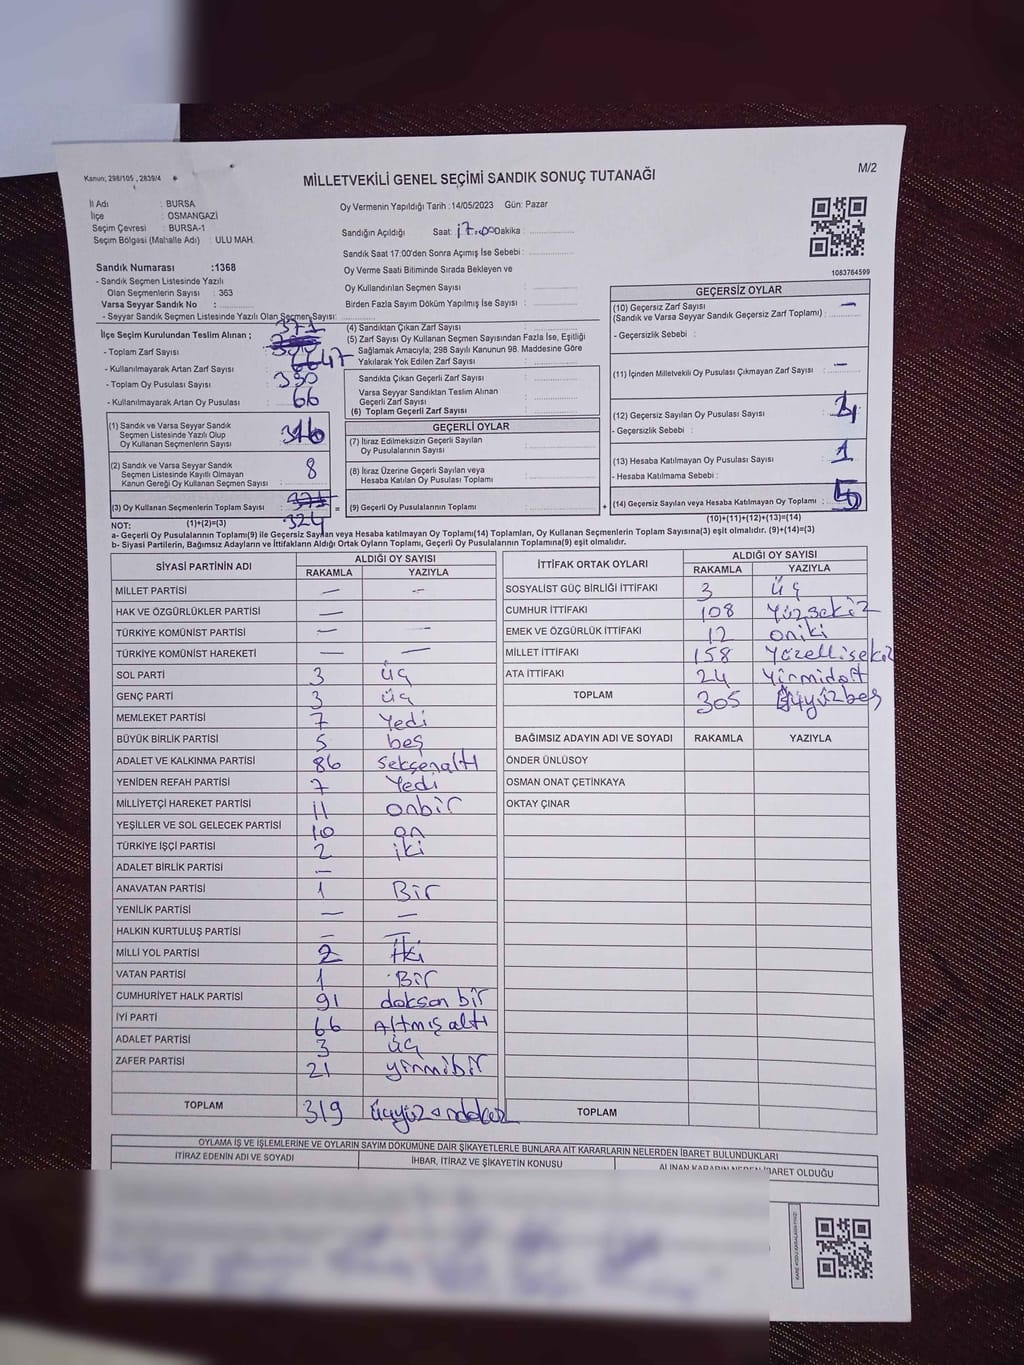 Kanun; 298/105 , 2839/4
MİLLETVEKİLİ GENEL SEÇİMİ SANDIK SONUÇ TUTANAĞI
M/2
İl Adı : BURSA
İlçe : OSMANGAZİ
Seçim Çevresi : BURSA-1
Seçim Bölgesi (Mahalle Adı) : ULU MAH.
Oy Vermenin Yapıldığı Tarih : 14/05/2023 Gün: Pazar
Sandığın Açıldığı Saat: 17.00 Dakika :
Sandık Saat 17:00'den Sonra Açımış İse Sebebi :
Oy Verme Saati Bitiminde Sırada Bekleyen ve
Oy Kullandırılan Seçmen Sayısı :
Birden Fazla Sayım Döküm Yapılmış İse Sayısı :
1083764599
Sandık Numarası :1368
- Sandık Seçmen Listesinde Yazılı
Olan Seçmenlerin Sayısı : 363
Varsa Seyyar Sandık No :
- Seyyar Sandık Seçmen Listesinde Yazılı Olan Seçmen Sayısı:
İlçe Seçim Kurulundan Teslim Alınan ;
371
- Toplam Zarf Sayısı :
- Kullanılmayarak Artan Zarf Sayısı : 47
- Toplam Oy Pusulası Sayısı : 390
- Kullanılmayarak Artan Oy Pusulası : 66
(1) Sandık ve Varsa Seyyar Sandık
Seçmen Listesinde Yazılı Olup
Oy Kullanan Seçmenlerin Sayısı : 316
(2) Sandık ve Varsa Seyyar Sandık
Seçmen Listesinde Kayıtlı Olmayan
Kanun Gereği Oy Kullanan Seçmen Sayısı : 8
(3) Oy Kullanan Seçmenlerin Toplam Sayısı :
324
(1)+(2)=(3)
(4) Sandıktan Çıkan Zarf Sayısı :
(5) Zarf Sayısı Oy Kullanan Seçmen Sayısından Fazla İse, Eşitliği
Sağlamak Amacıyla, 298 Sayılı Kanunun 98. Maddesine Göre
Yakılarak Yok Edilen Zarf Sayısı :
Sandıkta Çıkan Geçerli Zarf Sayısı :
Varsa Seyyar Sandıktan Teslim Alınan
Geçerli Zarf Sayısı :
(6) Toplam Geçerli Zarf Sayısı :
GEÇERLİ OYLAR
(7) İtiraz Edilmeksizin Geçerli Sayılan
Oy Pusulalarının Sayısı :
(8) İtiraz Üzerine Geçerli Sayılan veya
Hesaba Katılan Oy Pusulası Toplamı :
= (9) Geçerli Oy Pusulalarının Toplamı :
GEÇERSİZ OYLAR
(10) Geçersiz Zarf Sayısı
(Sandık ve Varsa Seyyar Sandık Geçersiz Zarf Toplamı) : —
- Geçersizlik Sebebi :
(11) İçinden Milletvekili Oy Pusulası Çıkmayan Zarf Sayısı : —
(12) Geçersiz Sayılan Oy Pusulası Sayısı :
- Geçersizlik Sebebi :
(13) Hesaba Katılmayan Oy Pusulası Sayısı : 1
- Hesaba Katılmama Sebebi :
+ (14) Geçersiz Sayılan veya Hesaba Katılmayan Oy Toplamı : 5
(10)+(11)+(12)+(13)=(14)
NOT:
a- Geçerli Oy Pusulalarının Toplamı(9) ile Geçersiz Sayılan veya Hesaba Katılmayan Oy Toplamı(14) Toplamları, Oy Kullanan Seçmenlerin Toplam Sayısına(3) eşit olmalıdır. (9)+(14)=(3)
b- Siyasi Partilerin, Bağımsız Adayların ve İttifakların Aldığı Ortak Oyların Toplamı, Geçerli Oy Pusulalarının Toplamına(9) eşit olmalıdır.
SİYASİ PARTİNİN ADI ALDIĞI OY SAYISI
RAKAMLA YAZIYLA
MİLLET PARTİSİ — —
HAK VE ÖZGÜRLÜKLER PARTİSİ —
TÜRKİYE KOMÜNİST PARTİSİ — —
TÜRKİYE KOMÜNİST HAREKETİ — —
SOL PARTİ 3 üç
GENÇ PARTİ 3 üç
MEMLEKET PARTİSİ 7 Yedi
BÜYÜK BİRLİK PARTİSİ 5 beş
ADALET VE KALKINMA PARTİSİ 86 seksenaltı
YENİDEN REFAH PARTİSİ 7 Yedi
MİLLİYETÇİ HAREKET PARTİSİ 11 onbir
YEŞİLLER VE SOL GELECEK PARTİSİ 10 on
TÜRKİYE İŞÇİ PARTİSİ 2 iki
ADALET BİRLİK PARTİSİ —
ANAVATAN PARTİSİ 1 Bir
YENİLİK PARTİSİ — —
HALKIN KURTULUŞ PARTİSİ — —
MİLLİ YOL PARTİSİ 2 İki
VATAN PARTİSİ 1 Bir
CUMHURİYET HALK PARTİSİ 91 doksan bir
İYİ PARTİ 66 Altmış altı
ADALET PARTİSİ 3 üç
ZAFER PARTİSİ 21 yirmibir
TOPLAM 319 üçyüz ondokuz
İTTİFAK ORTAK OYLARI ALDIĞI OY SAYISI
RAKAMLA YAZIYLA
SOSYALİST GÜÇ BİRLİĞİ İTTİFAKI 3 üç
CUMHUR İTTİFAKI 108 Yüzsekiz
EMEK VE ÖZGÜRLÜK İTTİFAKI 12 oniki
MİLLET İTTİFAKI 158 Yüzellisekiz
ATA İTTİFAKI 24 Yirmidört
TOPLAM 305 üçyüzbeş
BAĞIMSIZ ADAYIN ADI VE SOYADI RAKAMLA YAZIYLA
ÖNDER ÜNLÜSOY
OSMAN ONAT ÇETİNKAYA
OKTAY ÇINAR
TOPLAM
OYLAMA İŞ VE İŞLEMLERİNE VE OYLARIN SAYIM DÖKÜMÜNE DAİR ŞİKAYETLERLE BUNLARA AİT KARARLARIN NELERDEN İBARET BULUNDUKLARI
İTİRAZ EDENİN ADI VE SOYADI İHBAR, İTİRAZ VE ŞİKAYETİN KONUSU ALINAN KARARIN NEDEN İBARET OLDUĞU